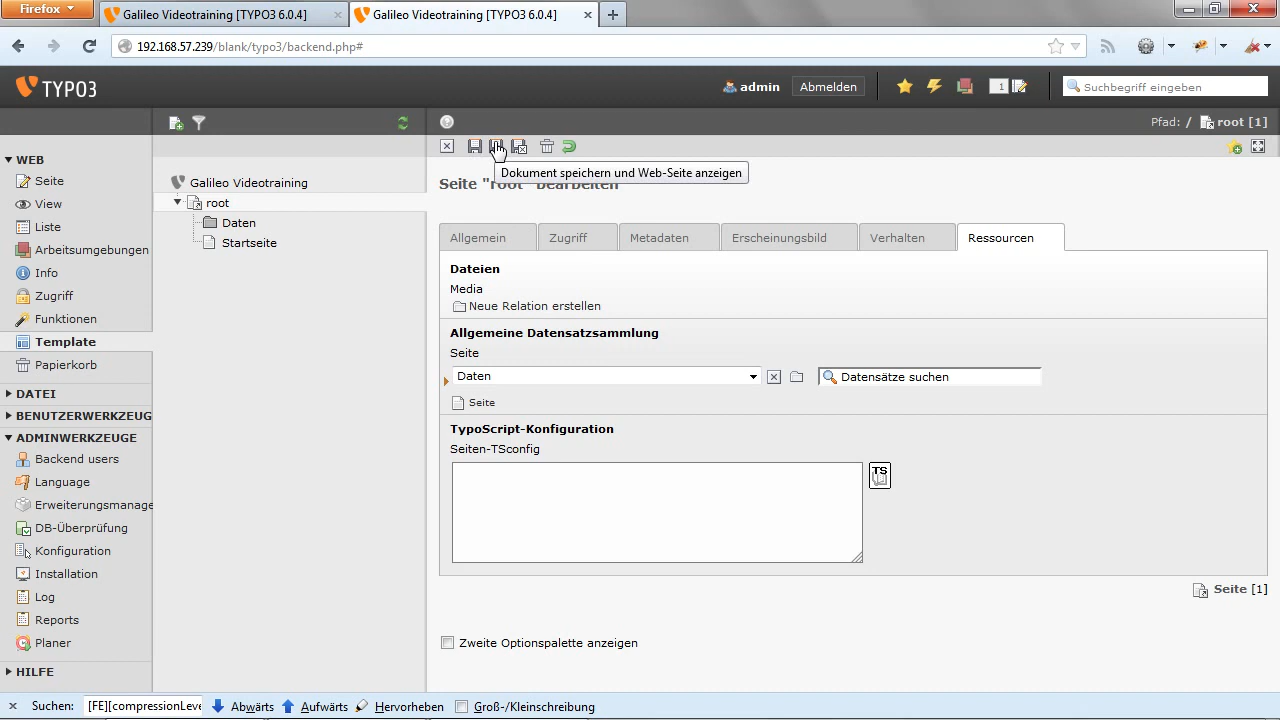 Firefox
Galileo Videotraining [TYPO3 6.0.4]
Galileo Videotraining [TYPO3 6.0.4]
192.168.57.239/blank/typo3/backend.php#
TYPO3
admin
Abmelden
1
Suchbegriff eingeben
Pfad: / root [1]
Dokument speichern und Web-Seite anzeigen
Seite "root" bearbeiten
WEB
Seite
View
Liste
Arbeitsumgebungen
Info
Zugriff
Funktionen
Template
Papierkorb
DATEI
BENUTZERWERKZEUG
ADMINWERKZEUGE
Backend users
Language
Erweiterungsmanage
DB-Überprüfung
Konfiguration
Installation
Log
Reports
Planer
HILFE
Galileo Videotraining
root
Daten
Startseite
Allgemein
Zugriff
Metadaten
Erscheinungsbild
Verhalten
Ressourcen
Dateien
Media
Neue Relation erstellen
Allgemeine Datensatzsammlung
Seite
Daten
Datensätze suchen
Seite
TypoScript-Konfiguration
Seiten-TSconfig
TS
Seite [1]
Zweite Optionspalette anzeigen
Suchen: [FE][compressionLeve Abwärts Aufwärts Hervorheben Groß-/Kleinschreibung